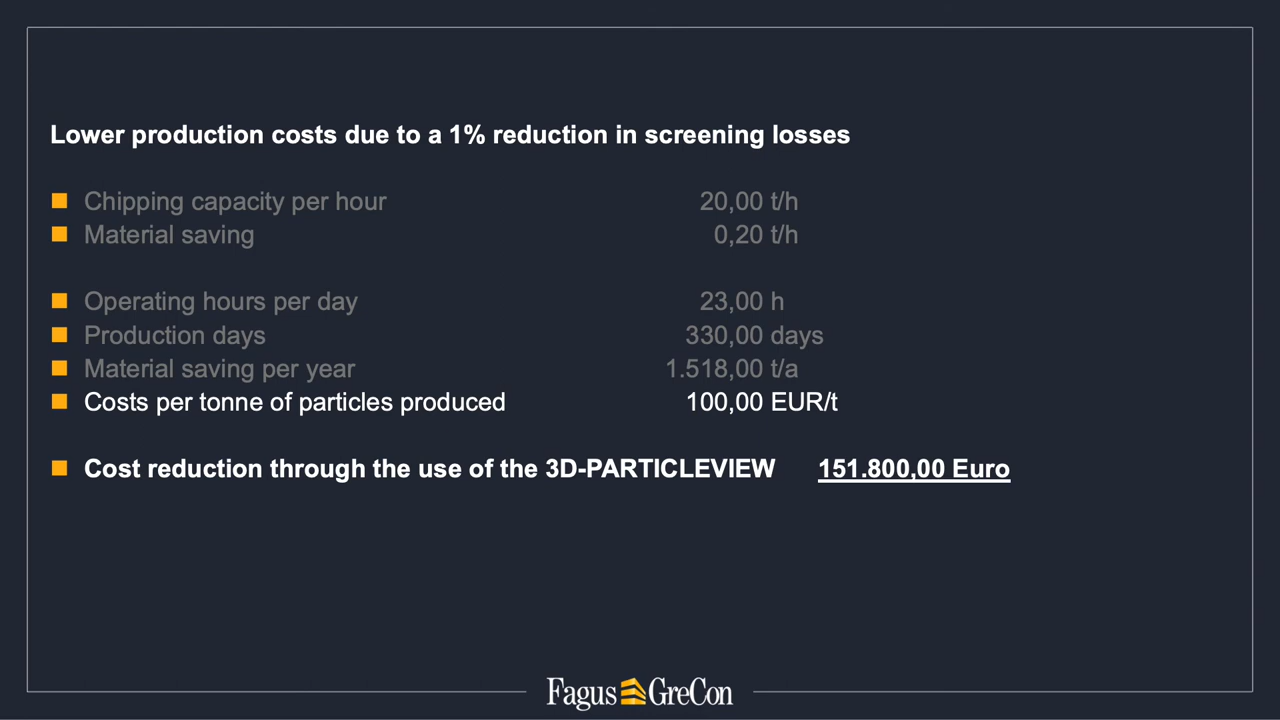 Lower production costs due to a 1% reduction in screening losses
Chipping capacity per hour 20,00 t/h
Material saving 0,20 t/h
Operating hours per day 23,00 h
Production days 330,00 days
Material saving per year 1.518,00 t/a
Costs per tonne of particles produced 100,00 EUR/t
Cost reduction through the use of the 3D-PARTICLEVIEW 151.800,00 Euro
Fagus GreCon